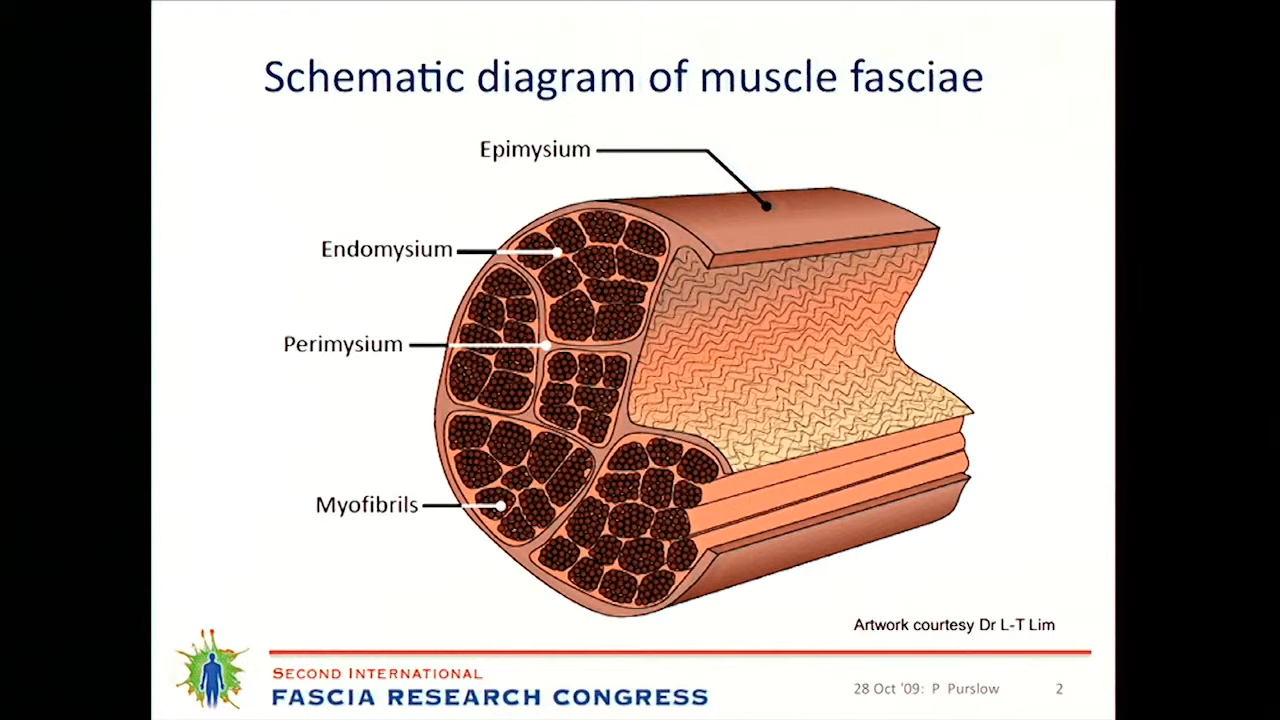 Schematic diagram of muscle fasciae
Epimysium
Endomysium
Perimysium
Myofibrils
Artwork courtesy Dr L-T Lim
SECOND INTERNATIONAL
FASCIA RESEARCH CONGRESS
28 Oct '09: P Purslow
2